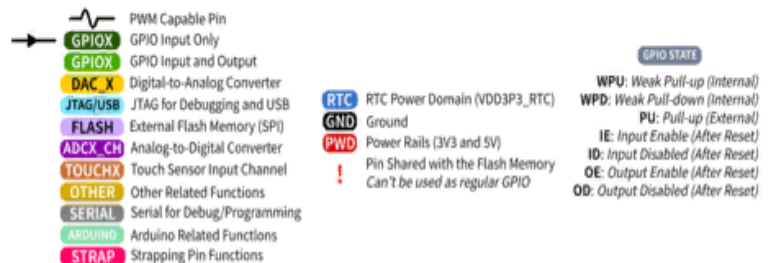 PWM Capable Pin
GPIOX GPIO Input Only
GPIOX GPIO Input and Output
DAC_X Digital-to-Analog Converter
JTAG/USB JTAG for Debugging and USB
FLASH External Flash Memory (SPI)
ADCX_CH Analog-to-Digital Converter
TOUCHX Touch Sensor Input Channel
OTHER Other Related Functions
SERIAL Serial for Debug/Programming
ARDUINO Arduino Related Functions
STRAP Strapping Pin Functions
RTC RTC Power Domain (VDD3P3_RTC)
GND Ground
PWD Power Rails (3V3 and 5V)
! Pin Shared with the Flash Memory
Can't be used as regular GPIO
GPIO STATE
WPU: Weak Pull-up (Internal)
WPD: Weak Pull-down (Internal)
PU: Pull-up (External)
IE: Input Enable (After Reset)
ID: Input Disabled (After Reset)
OE: Output Enable (After Reset)
OD: Output Disabled (After Reset)